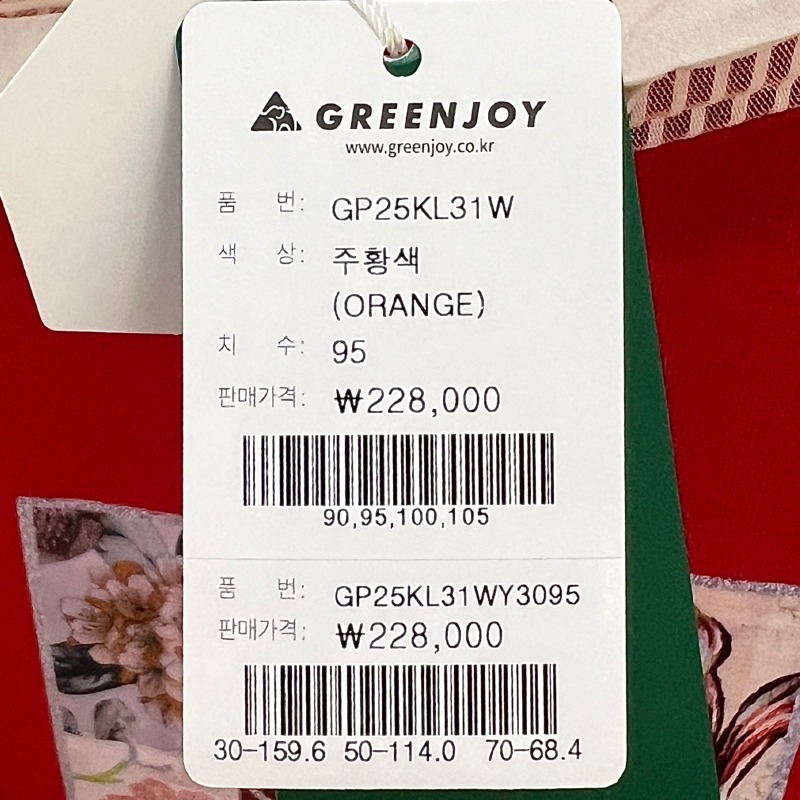 GREENJOY
www.greenjoy.co.kr
품 번: GP25KL31W
색 상: 주황색
(ORANGE)
치 수: 95
판매가격: ₩228,000
90,95,100,105
품 번: GP25KL31WY3095
판매가격: ₩228,000
30-159.6 50-114.0 70-68.4